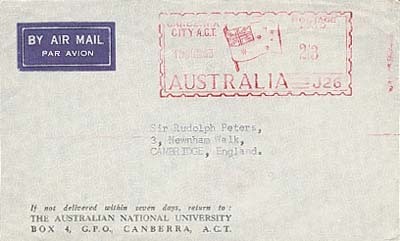 BY AIR MAIL
PAR AVION
CANBERRA
CITY A.C.T.
2/3
AUSTRALIA J26
Sir Rudolph Peters,
3, Newnham Walk,
CAMBRIDGE, England.
If not delivered within seven days, return to:
THE AUSTRALIAN NATIONAL UNIVERSITY
BOX 4, G.P.O., CANBERRA, A.C.T.